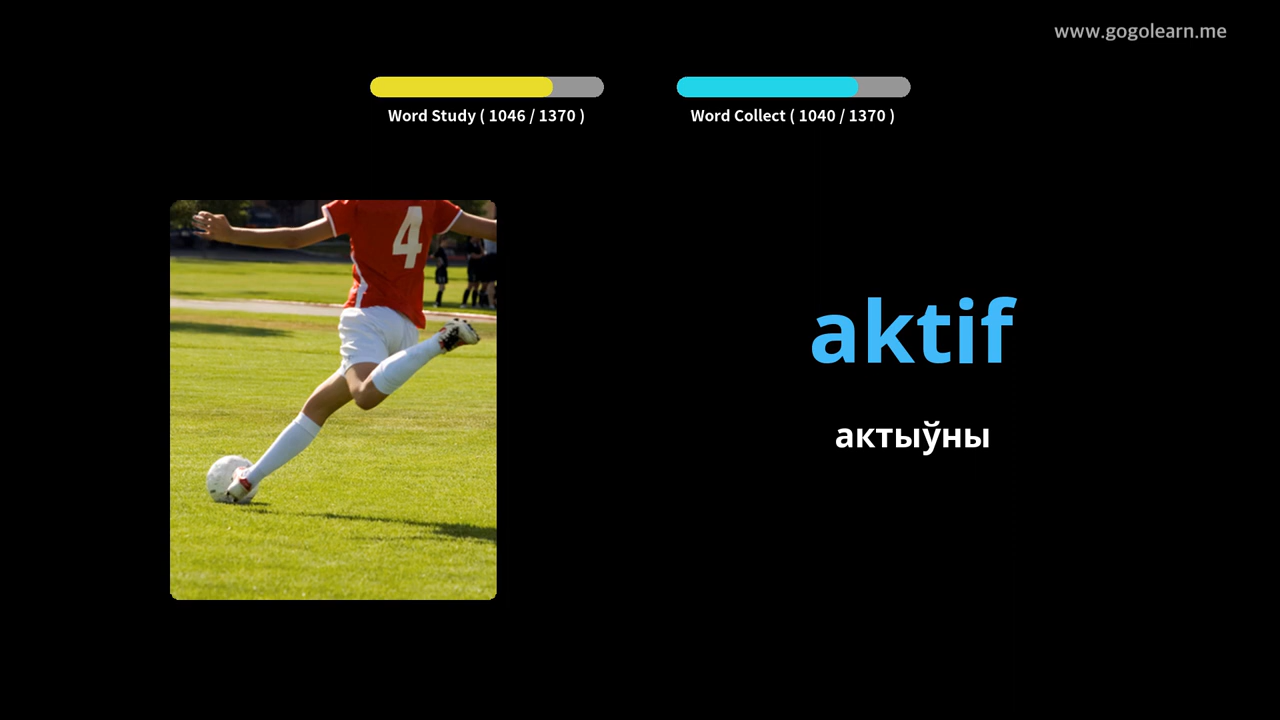 www.gogolearn.me
Word Study ( 1046 / 1370 )
Word Collect ( 1040 / 1370 )
4
aktif
актыўны